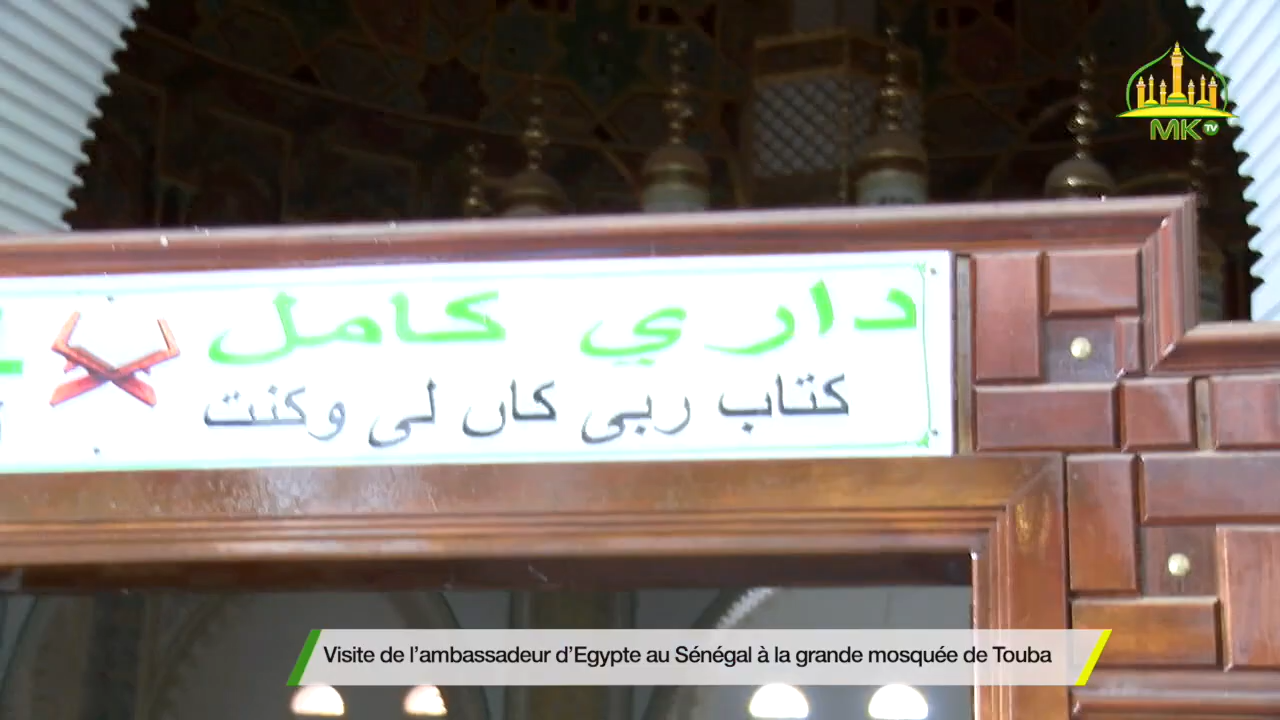 MK TV
داري كامل
كتاب ربى كان لى وكنت
Visite de l'ambassadeur d'Egypte au Sénégal à la grande mosquée de Touba